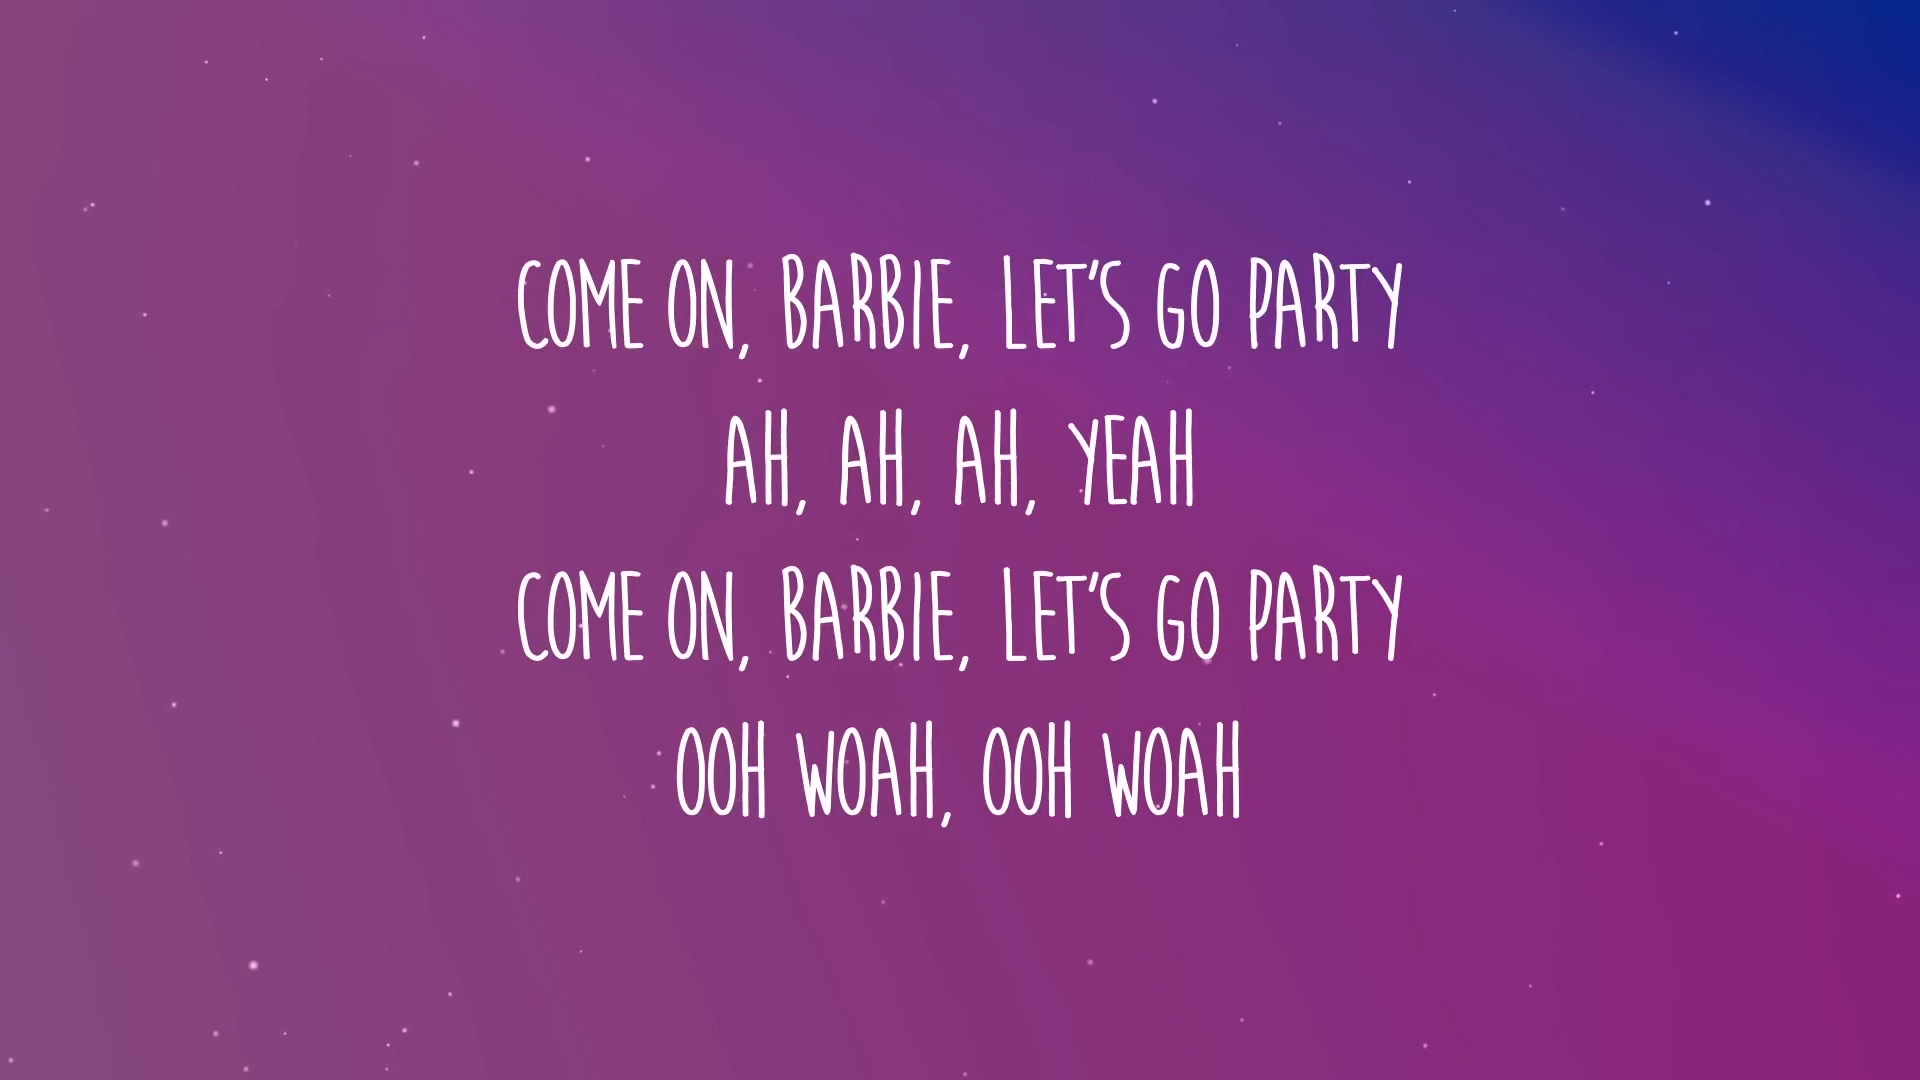 COME ON, BARBIE, LET'S GO PARTY
AH, AH, AH, YEAH
COME ON, BARBIE, LET'S GO PARTY
OOH WOAH, OOH WOAH